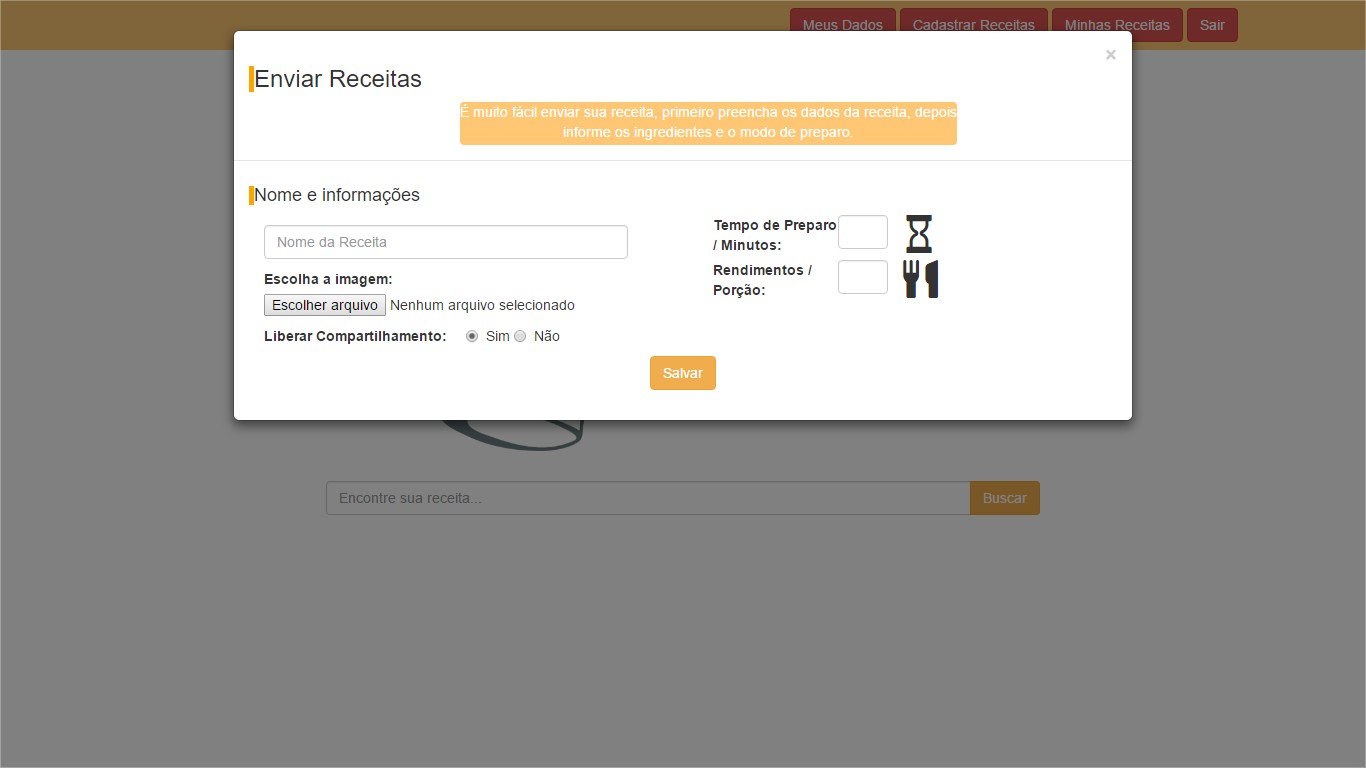 Meus Dados Cadastrar Receitas Minhas Receitas Sair
×
Enviar Receitas
É muito fácil enviar sua receita, primeiro preencha os dados da receita, depois
informe os ingredientes e o modo de preparo.
Nome e informações
Nome da Receita
Escolha a imagem:
Escolher arquivo Nenhum arquivo selecionado
Liberar Compartilhamento: Sim Não
Tempo de Preparo
/ Minutos:
Rendimentos /
Porção:
Salvar
Encontre sua receita... Buscar